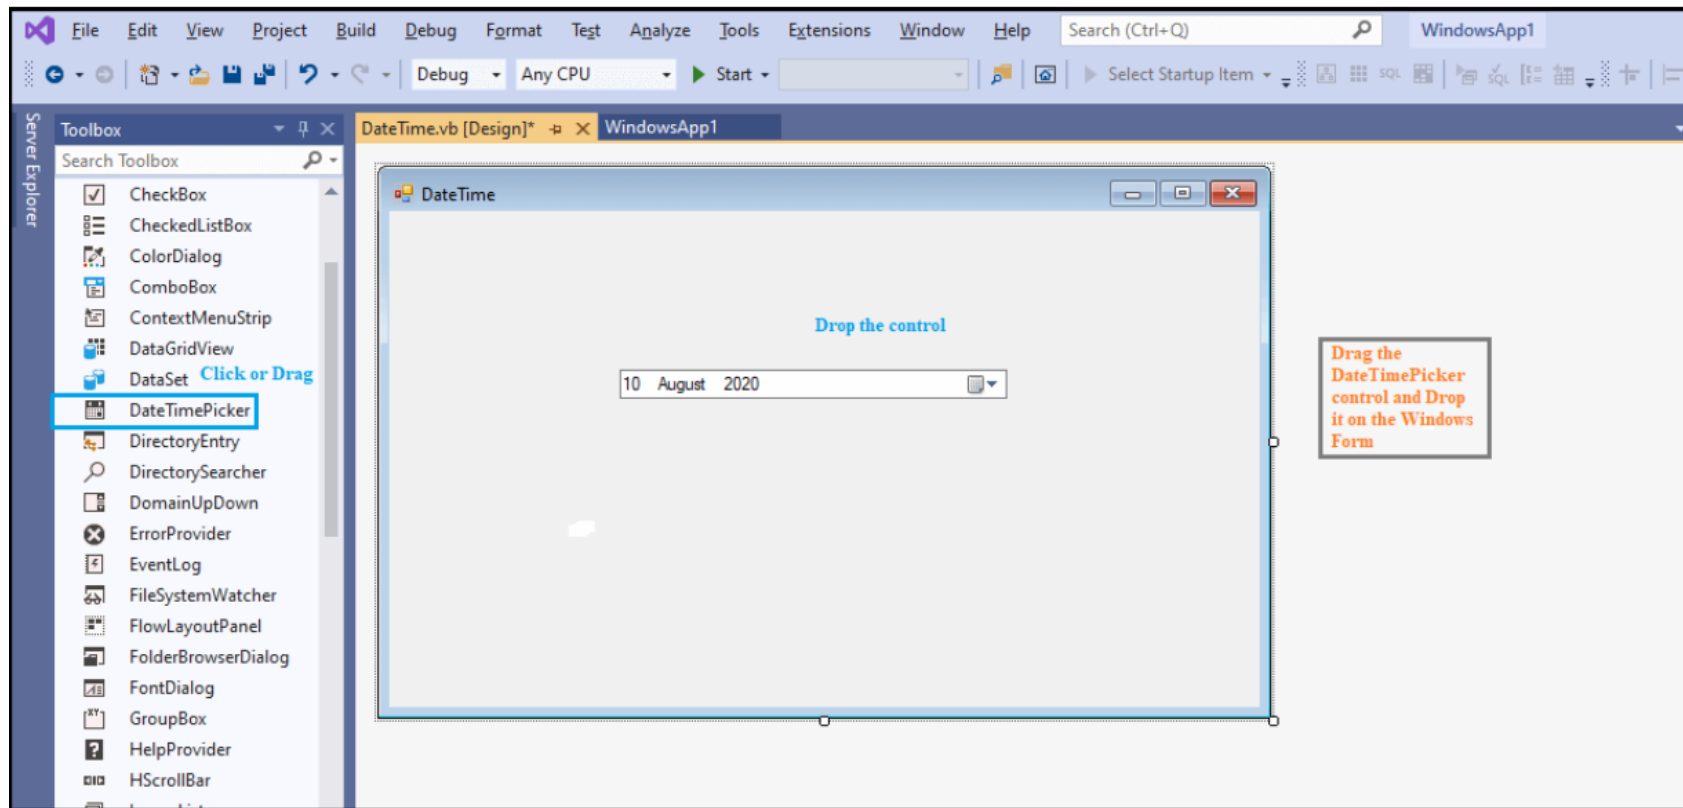 File Edit View Project Build Debug Format Test Analyze Tools Extensions Window Help Search (Ctrl+Q) WindowsApp1
Debug Any CPU Start Select Startup Item SQL SQL
Server Explorer
Toolbox
Search Toolbox
CheckBox
CheckedListBox
ColorDialog
ComboBox
ContextMenuStrip
DataGridView
DataSet Click or Drag
DateTimePicker
DirectoryEntry
DirectorySearcher
DomainUpDown
ErrorProvider
EventLog
FileSystemWatcher
FlowLayoutPanel
FolderBrowserDialog
FontDialog
GroupBox
HelpProvider
HScrollBar
DateTime.vb [Design]* WindowsApp1
DateTime
Drop the control
10 August 2020
Drag the
DateTimePicker
control and Drop
it on the Windows
Form